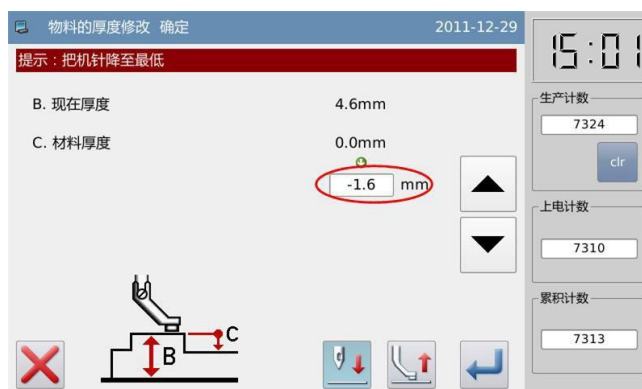 物料的厚度修改 确定
2011-12-29
提示：把机针降至最低
B. 现在厚度
4.6mm
C. 材料厚度
0.0mm
-1.6 mm
B
C
15:01
生产计数
7324
clr
上电计数
7310
累积计数
7313